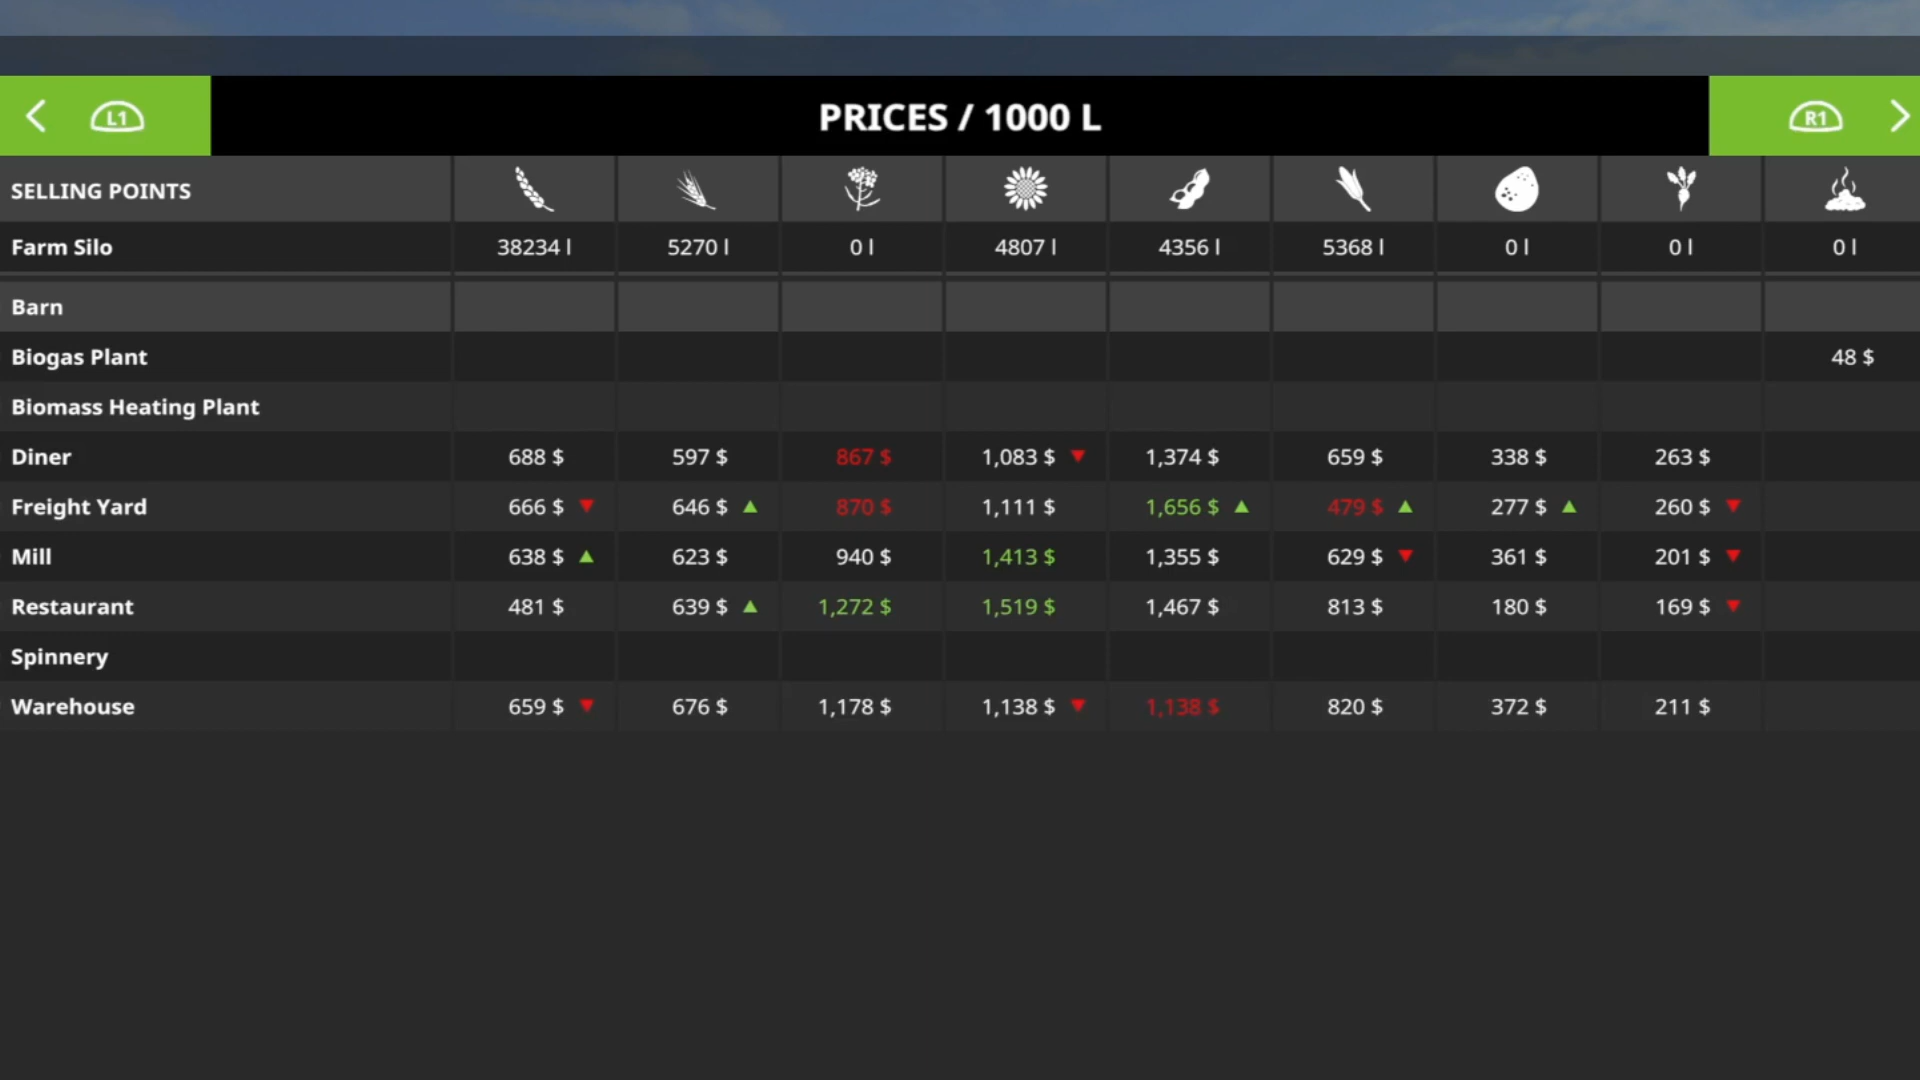 L1 PRICES / 1000 L R1
SELLING POINTS
Farm Silo 38234 l 5270 l 0 l 4807 l 4356 l 5368 l 0 l 0 l 0 l
Barn
Biogas Plant 48 $
Biomass Heating Plant
Diner 688 $ 597 $ 867 $ 1,083 $ 1,374 $ 659 $ 338 $ 263 $
Freight Yard 666 $ 646 $ 870 $ 1,111 $ 1,656 $ 479 $ 277 $ 260 $
Mill 638 $ 623 $ 940 $ 1,413 $ 1,355 $ 629 $ 361 $ 201 $
Restaurant 481 $ 639 $ 1,272 $ 1,519 $ 1,467 $ 813 $ 180 $ 169 $
Spinnery
Warehouse 659 $ 676 $ 1,178 $ 1,138 $ 1,138 $ 820 $ 372 $ 211 $